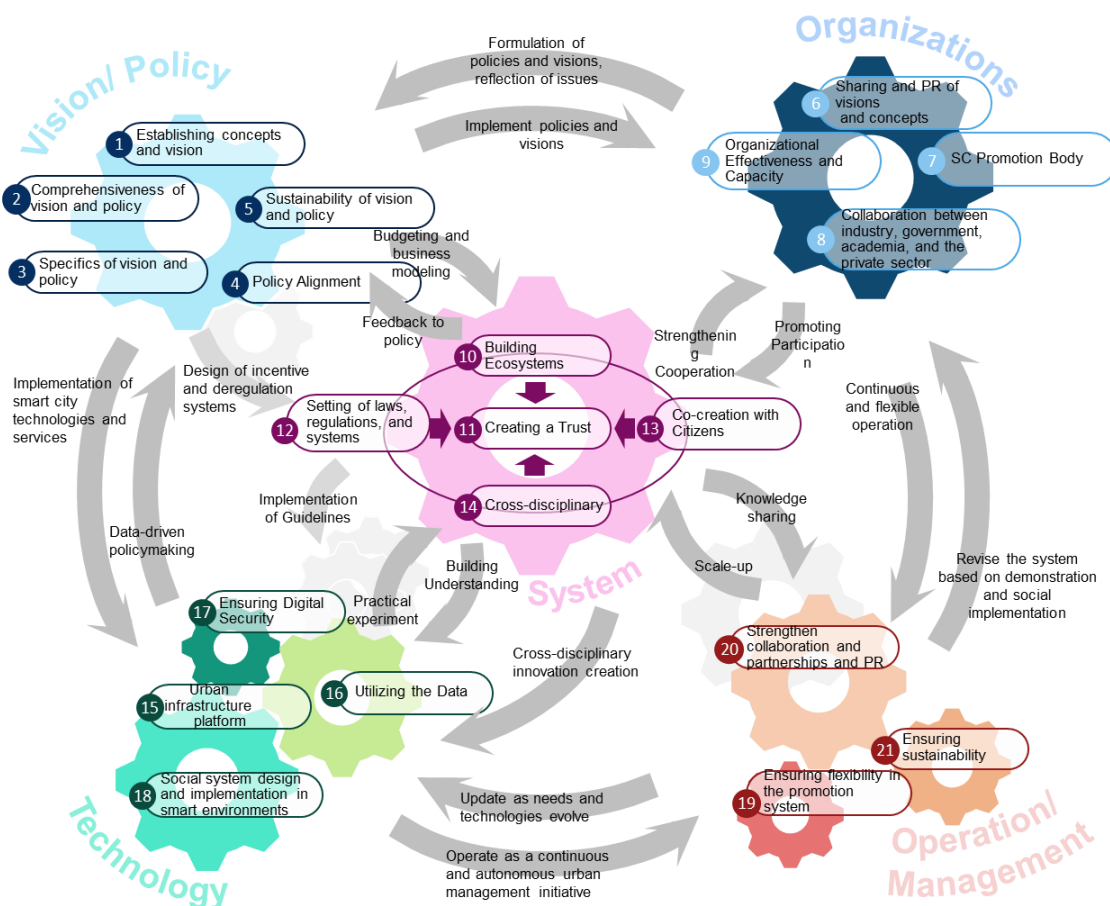 Vision/ Policy
Organizations
Formulation of
policies and visions,
reflection of issues
Implement policies and
visions
1
Establishing concepts
and vision
2
Comprehensiveness of
vision and policy
5
Sustainability of vision
and policy
3
Specifics of vision and
policy
4
Policy Alignment
6
Sharing and PR of
visions
and concepts
9
Organizational
Effectiveness and
Capacity
7
SC Promotion Body
8
Collaboration between
industry, government,
academia, and the
private sector
Budgeting and
business
modeling
Feedback to
policy
Strengthenin
g
Cooperation
Promoting
Participatio
n
Implementation of
smart city
technologies and
services
Design of incentive
and deregulation
systems
Continuous
and flexible
operation
10
Building
Ecosystems
12
Setting of laws,
regulations, and
systems
11
Creating a Trust
13
Co-creation with
Citizens
14
Cross-disciplinary
System
Implementation
of Guidelines
Data-driven
policymaking
Building
Understanding
Practical
experiment
Knowledge
sharing
Scale-up
Revise the system
based on demonstration
and social
implementation
Cross-disciplinary
innovation creation
17
Ensuring Digital
Security
16
Utilizing the Data
15
Urban
infrastructure
platform
18
Social system design
and implementation in
smart environments
Technology
20
Strengthen
collaboration and
partnerships and PR
21
Ensuring
sustainability
19
Ensuring flexibility in
the promotion
system
Operation/
Management
Update as needs and
technologies evolve
Operate as a continuous
and autonomous urban
management initiative